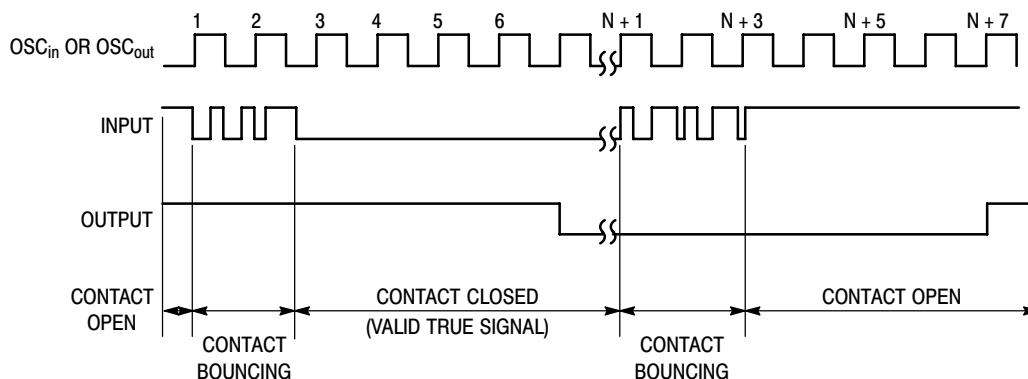 1 2 3 4 5 6 N + 1 N + 3 N + 5 N + 7
OSCin OR OSCout
INPUT
OUTPUT
CONTACT
OPEN
CONTACT
BOUNCING
CONTACT CLOSED
(VALID TRUE SIGNAL)
CONTACT
BOUNCING
CONTACT OPEN